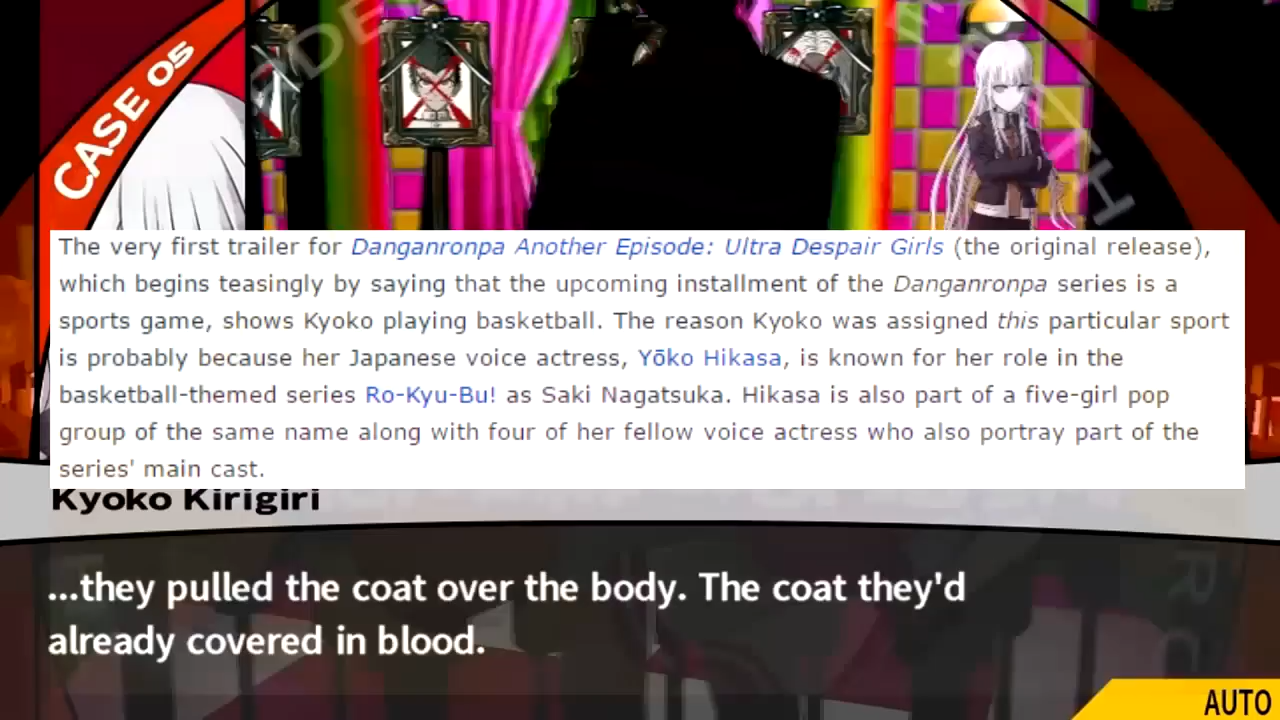 CASE 05
The very first trailer for Danganronpa Another Episode: Ultra Despair Girls (the original release),
which begins teasingly by saying that the upcoming installment of the Danganronpa series is a
sports game, shows Kyoko playing basketball. The reason Kyoko was assigned this particular sport
is probably because her Japanese voice actress, Yōko Hikasa, is known for her role in the
basketball-themed series Ro-Kyu-Bu! as Saki Nagatsuka. Hikasa is also part of a five-girl pop
group of the same name along with four of her fellow voice actress who also portray part of the
series' main cast.
Kyoko Kirigiri
...they pulled the coat over the body. The coat they'd
already covered in blood.
AUTO